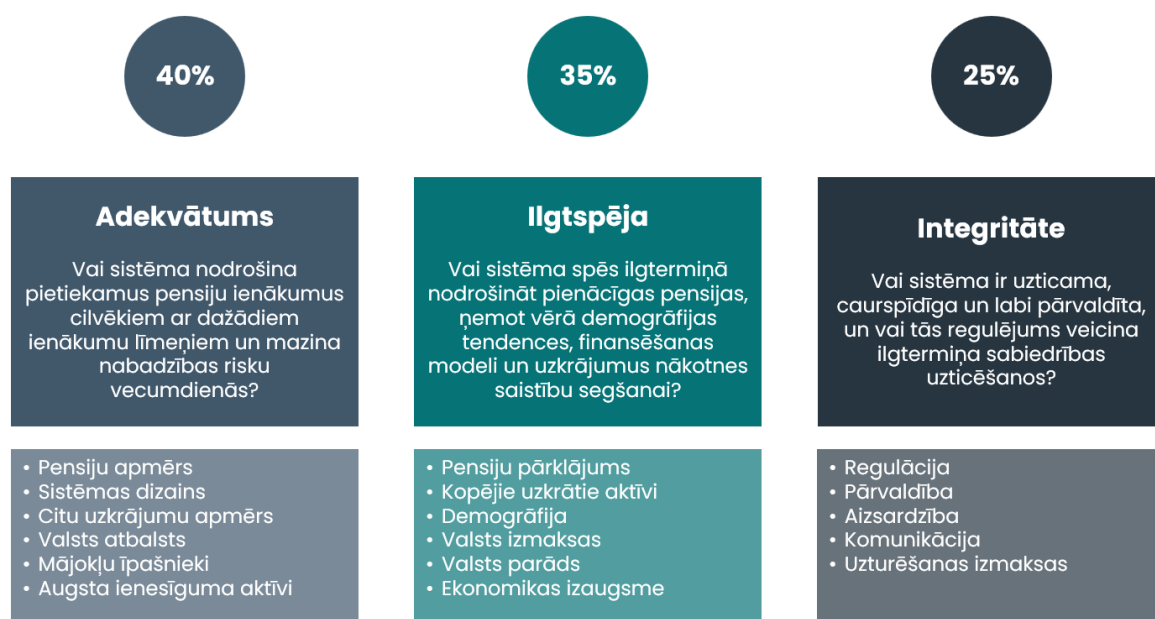 40%
35%
25%
Adekvātums
Vai sistēma nodrošina
pietiekamus pensiju ienākumus
cilvēkiem ar dažādiem
ienākumu līmeņiem un mazina
nabadzības risku
vecumdienās?
Ilgtspēja
Vai sistēma spēs ilgtermiņā
nodrošināt pienācīgas pensijas,
ņemot vērā demogrāfijas
tendences, finansēšanas
modeli un uzkrājumus nākotnes
saistību segšanai?
Integritāte
Vai sistēma ir uzticama,
caurspīdīga un labi pārvaldīta,
un vai tās regulējums veicina
ilgtermiņa sabiedrības
uzticēšanos?
• Pensiju apmērs
• Sistēmas dizains
• Citu uzkrājumu apmērs
• Valsts atbalsts
• Mājokļu īpašnieki
• Augsta ienesīguma aktīvi
• Pensiju pārklājums
• Kopējie uzkrātie aktīvi
• Demogrāfija
• Valsts izmaksas
• Valsts parāds
• Ekonomikas izaugsme
• Regulācija
• Pārvaldība
• Aizsardzība
• Komunikācija
• Uzturēšanas izmaksas